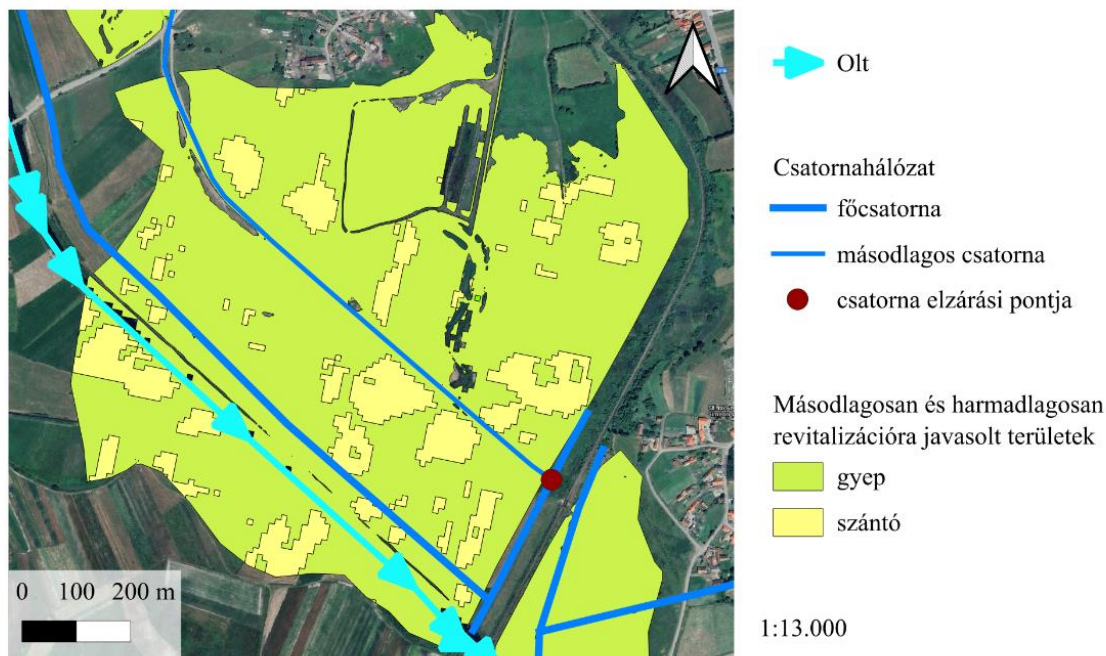 Olt
Csatornahálózat
főcsatorna
másodlagos csatorna
csatorna elzárási pontja
Másodlagosan és harmadlagosan
revitalizációra javasolt területek
gyep
szántó
0 100 200 m
1:13.000